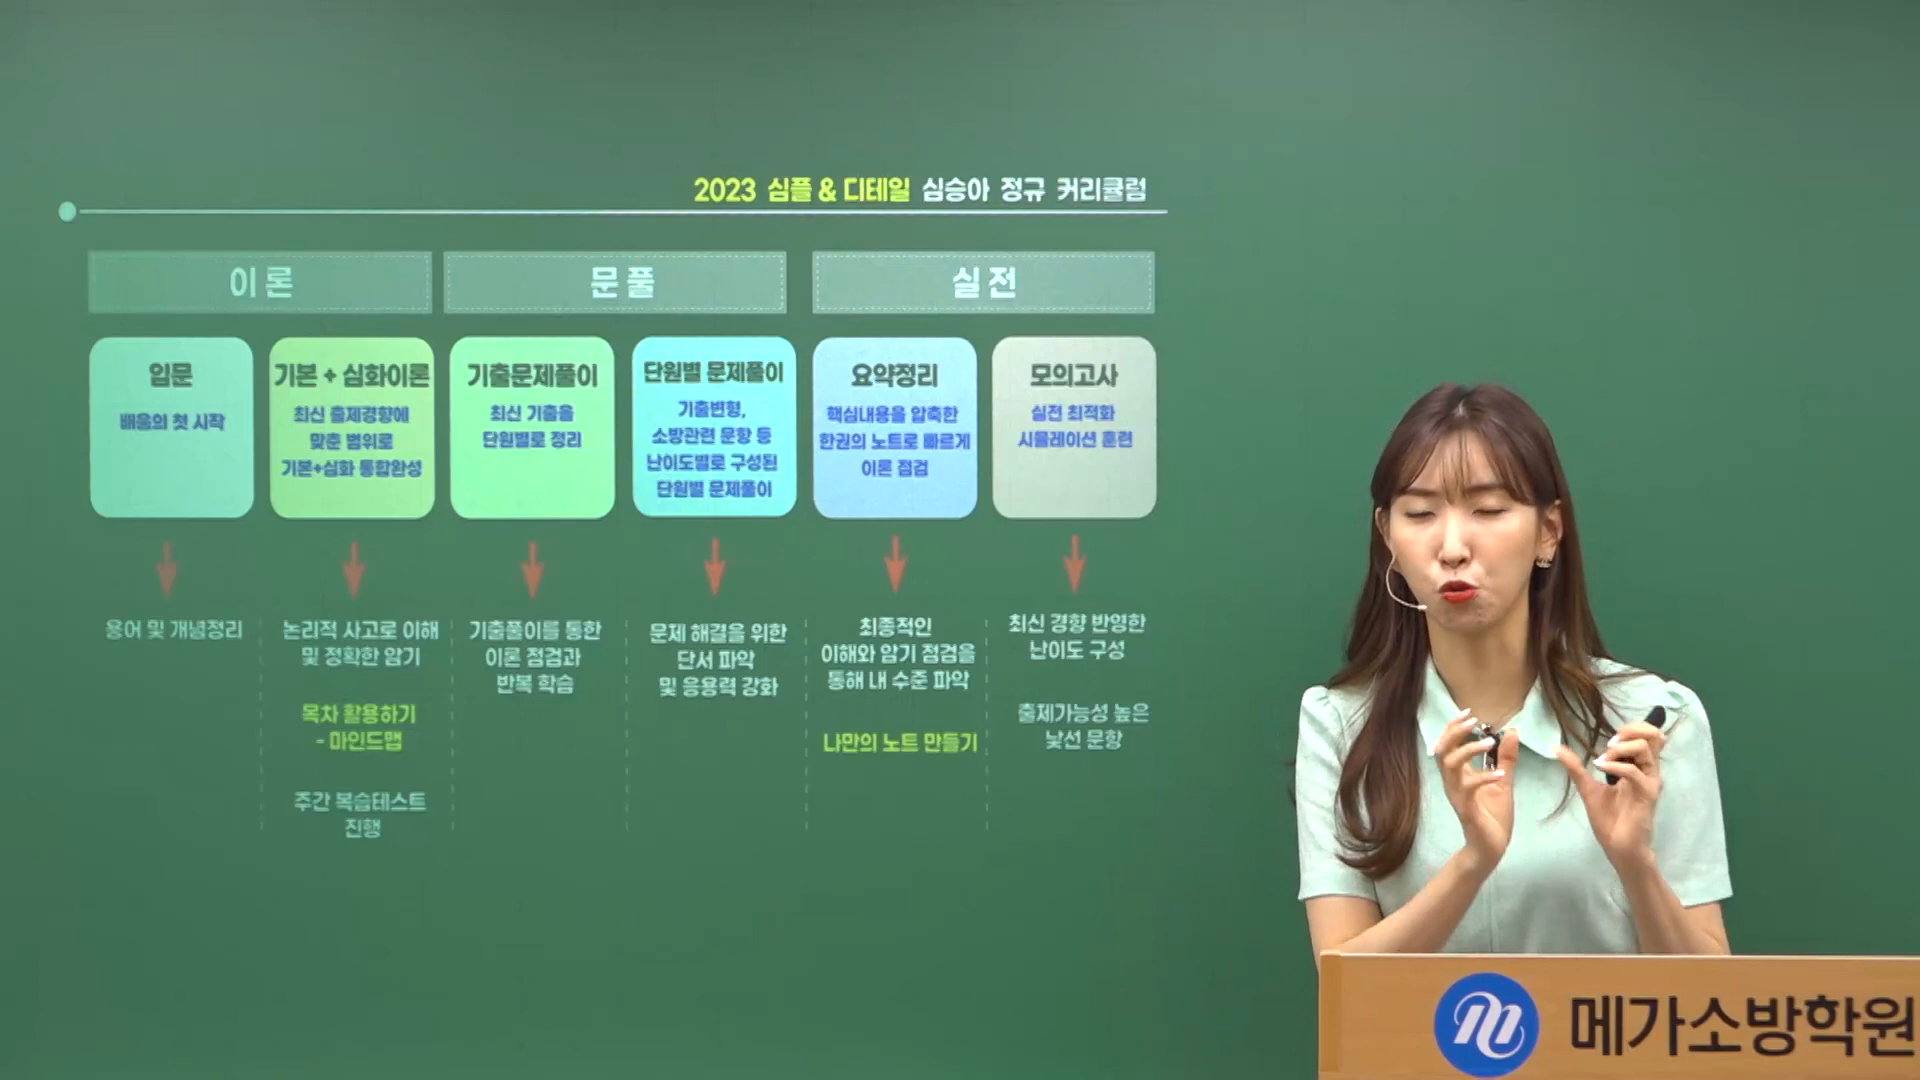 2023 심플 & 디테일 심승아 정규 커리큘럼
이론
문풀
실전
입문
배움의 첫 시작
기본 + 심화이론
최신 출제경향에
맞춘 범위로
기본+심화 통합완성
기출문제풀이
최신 기출을
단원별로 정리
단원별 문제풀이
기출변형,
소방관련 문항 등
난이도별로 구성된
단원별 문제풀이
요약정리
핵심내용을 압축한
한권의 노트로 빠르게
이론 점검
모의고사
실전 최적화
시뮬레이션 훈련
용어 및 개념정리
논리적 사고로 이해
및 정확한 암기
목차 활용하기
- 마인드맵
주간 복습테스트
진행
기출풀이를 통한
이론 점검과
반복 학습
문제 해결을 위한
단서 파악
및 응용력 강화
최종적인
이해와 암기 점검을
통해 내 수준 파악
나만의 노트 만들기
최신 경향 반영한
난이도 구성
출제가능성 높은
낯선 문항
메가소방학원